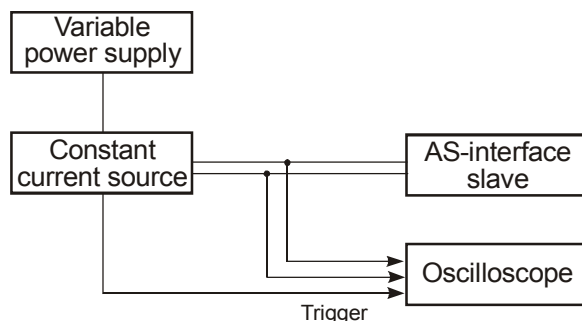 Variable
power supply
Constant
current source
AS-interface
slave
Oscilloscope
Trigger